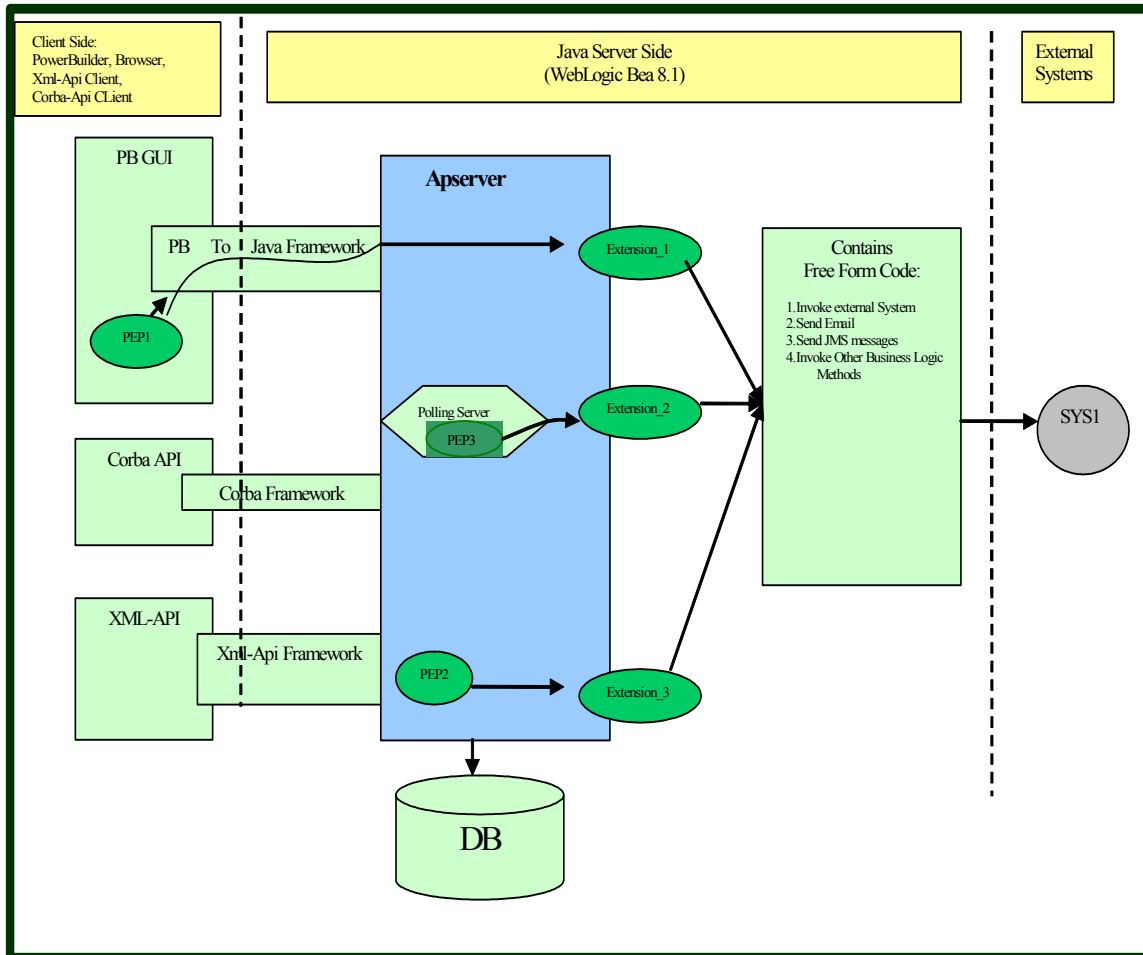 Client Side:
PowerBuilder, Browser,
Xml-Api Client,
Corba-Api CLient
Java Server Side
(WebLogic Bea 8.1)
External
Systems
PB GUI
Apserver
PB To Java Framework
Extension_1
Contains
Free Form Code:
1.Invoke external System
2.Send Email
3.Send JMS messages
4.Invoke Other Business Logic
Methods
PEP1
Polling Server
PEP3
Extension_2
SYS1
Corba API
Corba Framework
XML-API
Xml-Api Framework
PEP2
Extension_3
DB